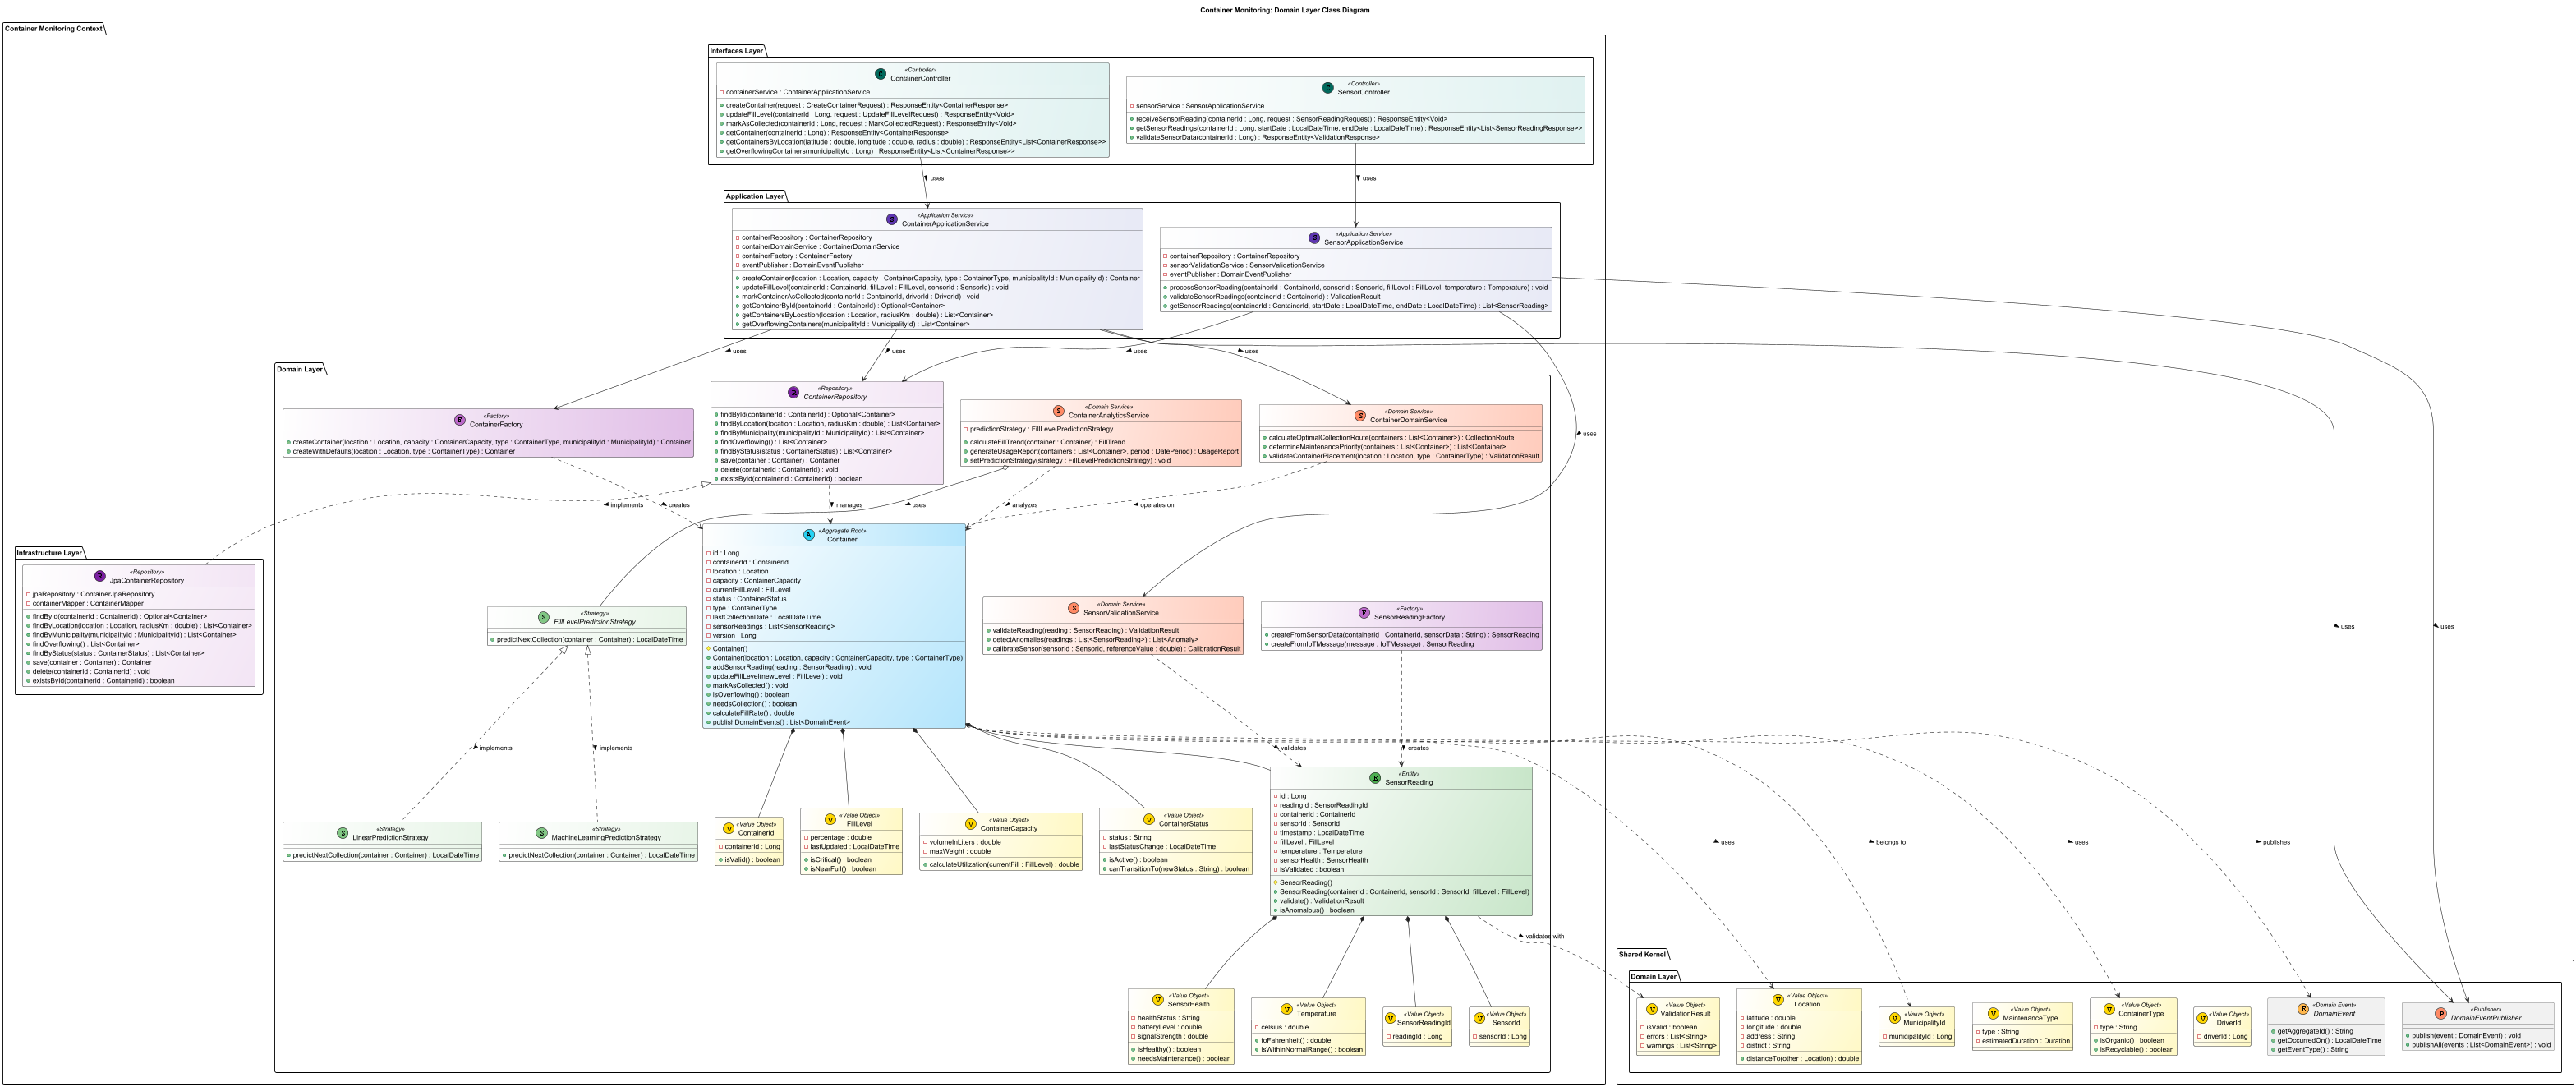 Container Monitoring: Domain Layer Class Diagram
Container Monitoring Context
Interfaces Layer
«Controller»
ContainerController
containerService : ContainerApplicationService
createContainer(request : CreateContainerRequest) : ResponseEntity<ContainerResponse>
updateFillLevel(containerId : Long, request : UpdateFillLevelRequest) : ResponseEntity<Void>
markAsCollected(containerId : Long, request : MarkCollectedRequest) : ResponseEntity<Void>
getContainer(containerId : Long) : ResponseEntity<ContainerResponse>
getContainersByLocation(latitude : double, longitude : double, radius : double) : ResponseEntity<List<ContainerResponse>>
getOverflowingContainers(municipalityId : Long) : ResponseEntity<List<ContainerResponse>>
«Controller»
SensorController
sensorService : SensorApplicationService
receiveSensorReading(containerId : Long, request : SensorReadingRequest) : ResponseEntity<Void>
getSensorReadings(containerId : Long, startDate : LocalDateTime, endDate : LocalDateTime) : ResponseEntity<List<SensorReadingResponse>>
validateSensorData(containerId : Long) : ResponseEntity<ValidationResponse>
uses
uses
Application Layer
«Application Service»
ContainerApplicationService
containerRepository : ContainerRepository
containerDomainService : ContainerDomainService
containerFactory : ContainerFactory
eventPublisher : DomainEventPublisher
createContainer(location : Location, capacity : ContainerCapacity, type : ContainerType, municipalityId : MunicipalityId) : Container
updateFillLevel(containerId : ContainerId, fillLevel : FillLevel, sensorId : SensorId) : void
markContainerAsCollected(containerId : ContainerId, driverId : DriverId) : void
getContainerById(containerId : ContainerId) : Optional<Container>
getContainersByLocation(location : Location, radiusKm : double) : List<Container>
getOverflowingContainers(municipalityId : MunicipalityId) : List<Container>
«Application Service»
SensorApplicationService
containerRepository : ContainerRepository
sensorValidationService : SensorValidationService
eventPublisher : DomainEventPublisher
processSensorReading(containerId : ContainerId, sensorId : SensorId, fillLevel : FillLevel, temperature : Temperature) : void
validateSensorReadings(containerId : ContainerId) : ValidationResult
getSensorReadings(containerId : ContainerId, startDate : LocalDateTime, endDate : LocalDateTime) : List<SensorReading>
uses
uses
uses
uses
Domain Layer
«Factory»
ContainerFactory
createContainer(location : Location, capacity : ContainerCapacity, type : ContainerType, municipalityId : MunicipalityId) : Container
createWithDefaults(location : Location, type : ContainerType) : Container
«Repository»
ContainerRepository
findById(containerId : ContainerId) : Optional<Container>
findByLocation(location : Location, radiusKm : double) : List<Container>
findByMunicipality(municipalityId : MunicipalityId) : List<Container>
findOverflowing() : List<Container>
findByStatus(status : ContainerStatus) : List<Container>
save(container : Container) : Container
delete(containerId : ContainerId) : void
existsById(containerId : ContainerId) : boolean
«Domain Service»
ContainerAnalyticsService
predictionStrategy : FillLevelPredictionStrategy
calculateFillTrend(container : Container) : FillTrend
generateUsageReport(containers : List<Container>, period : DatePeriod) : UsageReport
setPredictionStrategy(strategy : FillLevelPredictionStrategy) : void
«Domain Service»
ContainerDomainService
calculateOptimalCollectionRoute(containers : List<Container>) : CollectionRoute
determineMaintenancePriority(containers : List<Container>) : List<Container>
validateContainerPlacement(location : Location, type : ContainerType) : ValidationResult
uses
implements
creates
manages
uses
analyzes
operates on
Infrastructure Layer
«Repository»
JpaContainerRepository
jpaRepository : ContainerJpaRepository
containerMapper : ContainerMapper
findById(containerId : ContainerId) : Optional<Container>
findByLocation(location : Location, radiusKm : double) : List<Container>
findByMunicipality(municipalityId : MunicipalityId) : List<Container>
findOverflowing() : List<Container>
findByStatus(status : ContainerStatus) : List<Container>
save(container : Container) : Container
delete(containerId : ContainerId) : void
existsById(containerId : ContainerId) : boolean
«Strategy»
FillLevelPredictionStrategy
predictNextCollection(container : Container) : LocalDateTime
«Aggregate Root»
Container
id : Long
containerId : ContainerId
location : Location
capacity : ContainerCapacity
currentFillLevel : FillLevel
status : ContainerStatus
type : ContainerType
lastCollectionDate : LocalDateTime
sensorReadings : List<SensorReading>
version : Long
Container()
Container(location : Location, capacity : ContainerCapacity, type : ContainerType)
addSensorReading(reading : SensorReading) : void
updateFillLevel(newLevel : FillLevel) : void
markAsCollected() : void
isOverflowing() : boolean
needsCollection() : boolean
calculateFillRate() : double
publishDomainEvents() : List<DomainEvent>
«Domain Service»
SensorValidationService
validateReading(reading : SensorReading) : ValidationResult
detectAnomalies(readings : List<SensorReading>) : List<Anomaly>
calibrateSensor(sensorId : SensorId, referenceValue : double) : CalibrationResult
«Factory»
SensorReadingFactory
createFromSensorData(containerId : ContainerId, sensorData : String) : SensorReading
createFromIoTMessage(message : IoTMessage) : SensorReading
uses
uses
implements
implements
validates
creates
«Strategy»
LinearPredictionStrategy
predictNextCollection(container : Container) : LocalDateTime
«Strategy»
MachineLearningPredictionStrategy
predictNextCollection(container : Container) : LocalDateTime
«Value Object»
ContainerId
containerId : Long
isValid() : boolean
«Value Object»
FillLevel
percentage : double
lastUpdated : LocalDateTime
isCritical() : boolean
isNearFull() : boolean
«Value Object»
ContainerCapacity
volumeInLiters : double
maxWeight : double
calculateUtilization(currentFill : FillLevel) : double
«Value Object»
ContainerStatus
status : String
lastStatusChange : LocalDateTime
isActive() : boolean
canTransitionTo(newStatus : String) : boolean
«Entity»
SensorReading
id : Long
readingId : SensorReadingId
containerId : ContainerId
sensorId : SensorId
timestamp : LocalDateTime
fillLevel : FillLevel
temperature : Temperature
sensorHealth : SensorHealth
isValidated : boolean
SensorReading()
SensorReading(containerId : ContainerId, sensorId : SensorId, fillLevel : FillLevel)
validate() : ValidationResult
isAnomalous() : boolean
uses
belongs to
uses
publishes
validates with
«Value Object»
SensorHealth
healthStatus : String
batteryLevel : double
signalStrength : double
isHealthy() : boolean
needsMaintenance() : boolean
«Value Object»
Temperature
celsius : double
toFahrenheit() : double
isWithinNormalRange() : boolean
«Value Object»
SensorReadingId
readingId : Long
«Value Object»
SensorId
sensorId : Long
Shared Kernel
Domain Layer
«Value Object»
ValidationResult
isValid : boolean
errors : List<String>
warnings : List<String>
«Value Object»
Location
latitude : double
longitude : double
address : String
district : String
distanceTo(other : Location) : double
«Value Object»
MunicipalityId
municipalityId : Long
«Value Object»
MaintenanceType
type : String
estimatedDuration : Duration
«Value Object»
ContainerType
type : String
isOrganic() : boolean
isRecyclable() : boolean
«Value Object»
DriverId
driverId : Long
«Domain Event»
DomainEvent
getAggregateId() : String
getOccurredOn() : LocalDateTime
getEventType() : String
«Publisher»
DomainEventPublisher
publish(event : DomainEvent) : void
publishAll(events : List<DomainEvent>) : void